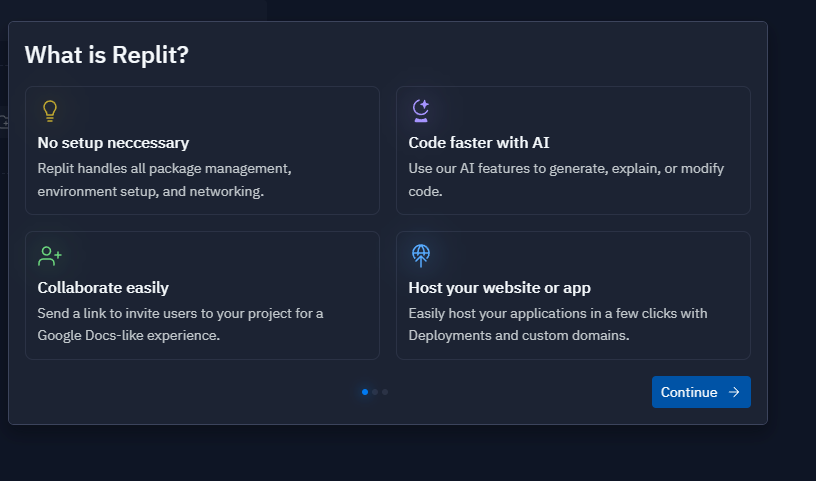 What is Replit?
No setup neccessary
Replit handles all package management,
environment setup, and networking.
Code faster with AI
Use our AI features to generate, explain, or modify
code.
Collaborate easily
Send a link to invite users to your project for a
Google Docs-like experience.
Host your website or app
Easily host your applications in a few clicks with
Deployments and custom domains.
Continue